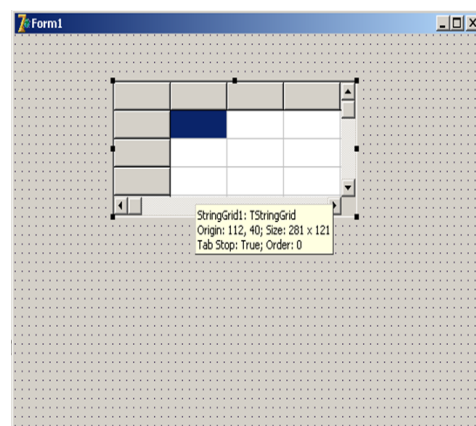 Form1
StringGrid1: TStringGrid
Origin: 112, 40; Size: 281 x 121
Tab Stop: True; Order: 0